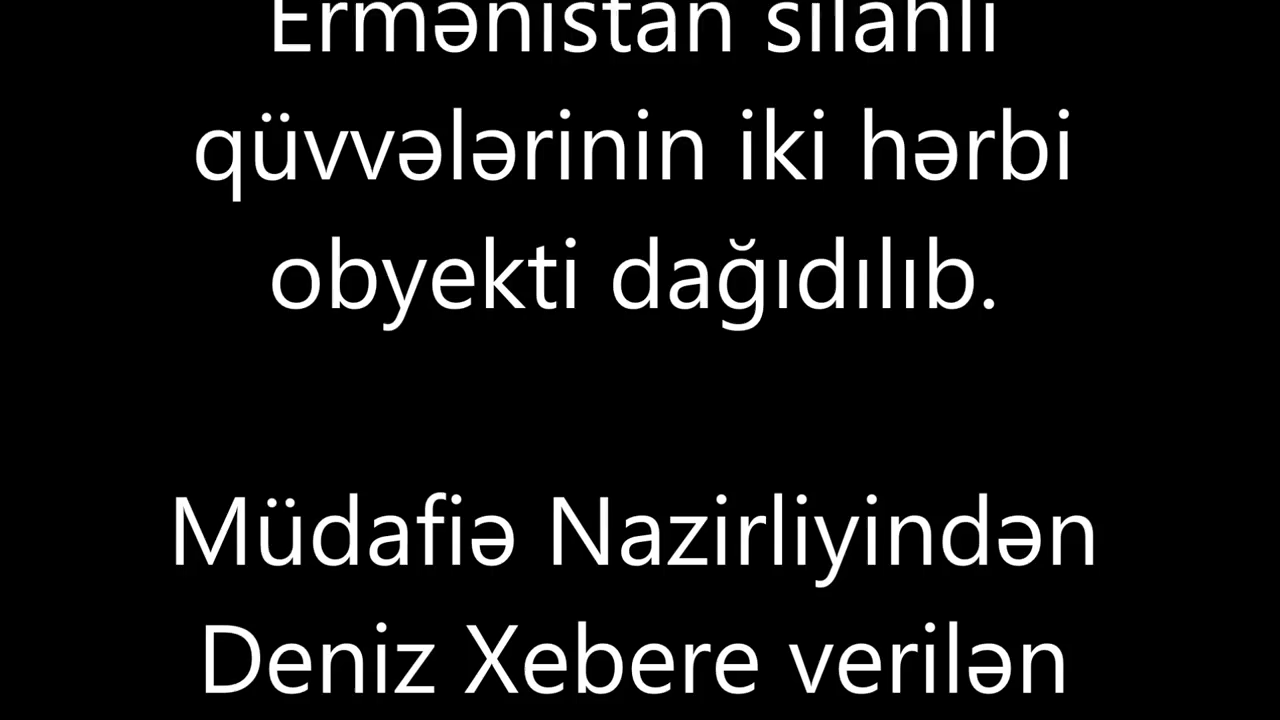 Ermənistan silahlı
qüvvələrinin iki hərbi
obyekti dağıdılıb.
Müdafiə Nazirliyindən
Deniz Xebere verilən